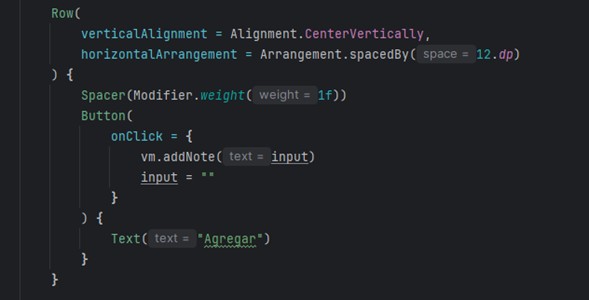 Row(
verticalAlignment = Alignment.CenterVertically,
horizontalArrangement = Arrangement.spacedBy( space = 12.dp)
) {
Spacer(Modifier.weight( weight = 1f))
Button(
onClick = {
vm.addNote( text = input)
input = ""
}
) {
Text( text = "Agregar")
}
}